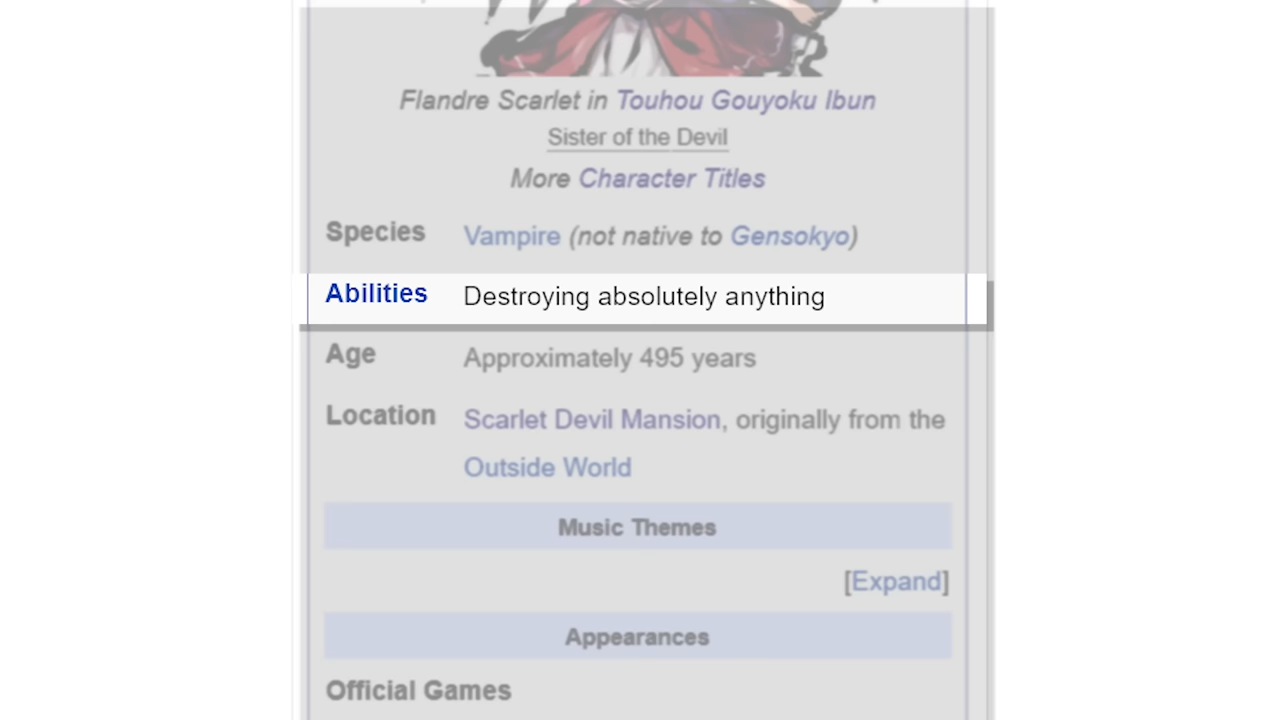 Flandre Scarlet in Touhou Gouyoku Ibun
Sister of the Devil
More Character Titles
Species Vampire (not native to Gensokyo)
Abilities Destroying absolutely anything
Age Approximately 495 years
Location Scarlet Devil Mansion, originally from the
Outside World
Music Themes
[Expand]
Appearances
Official Games